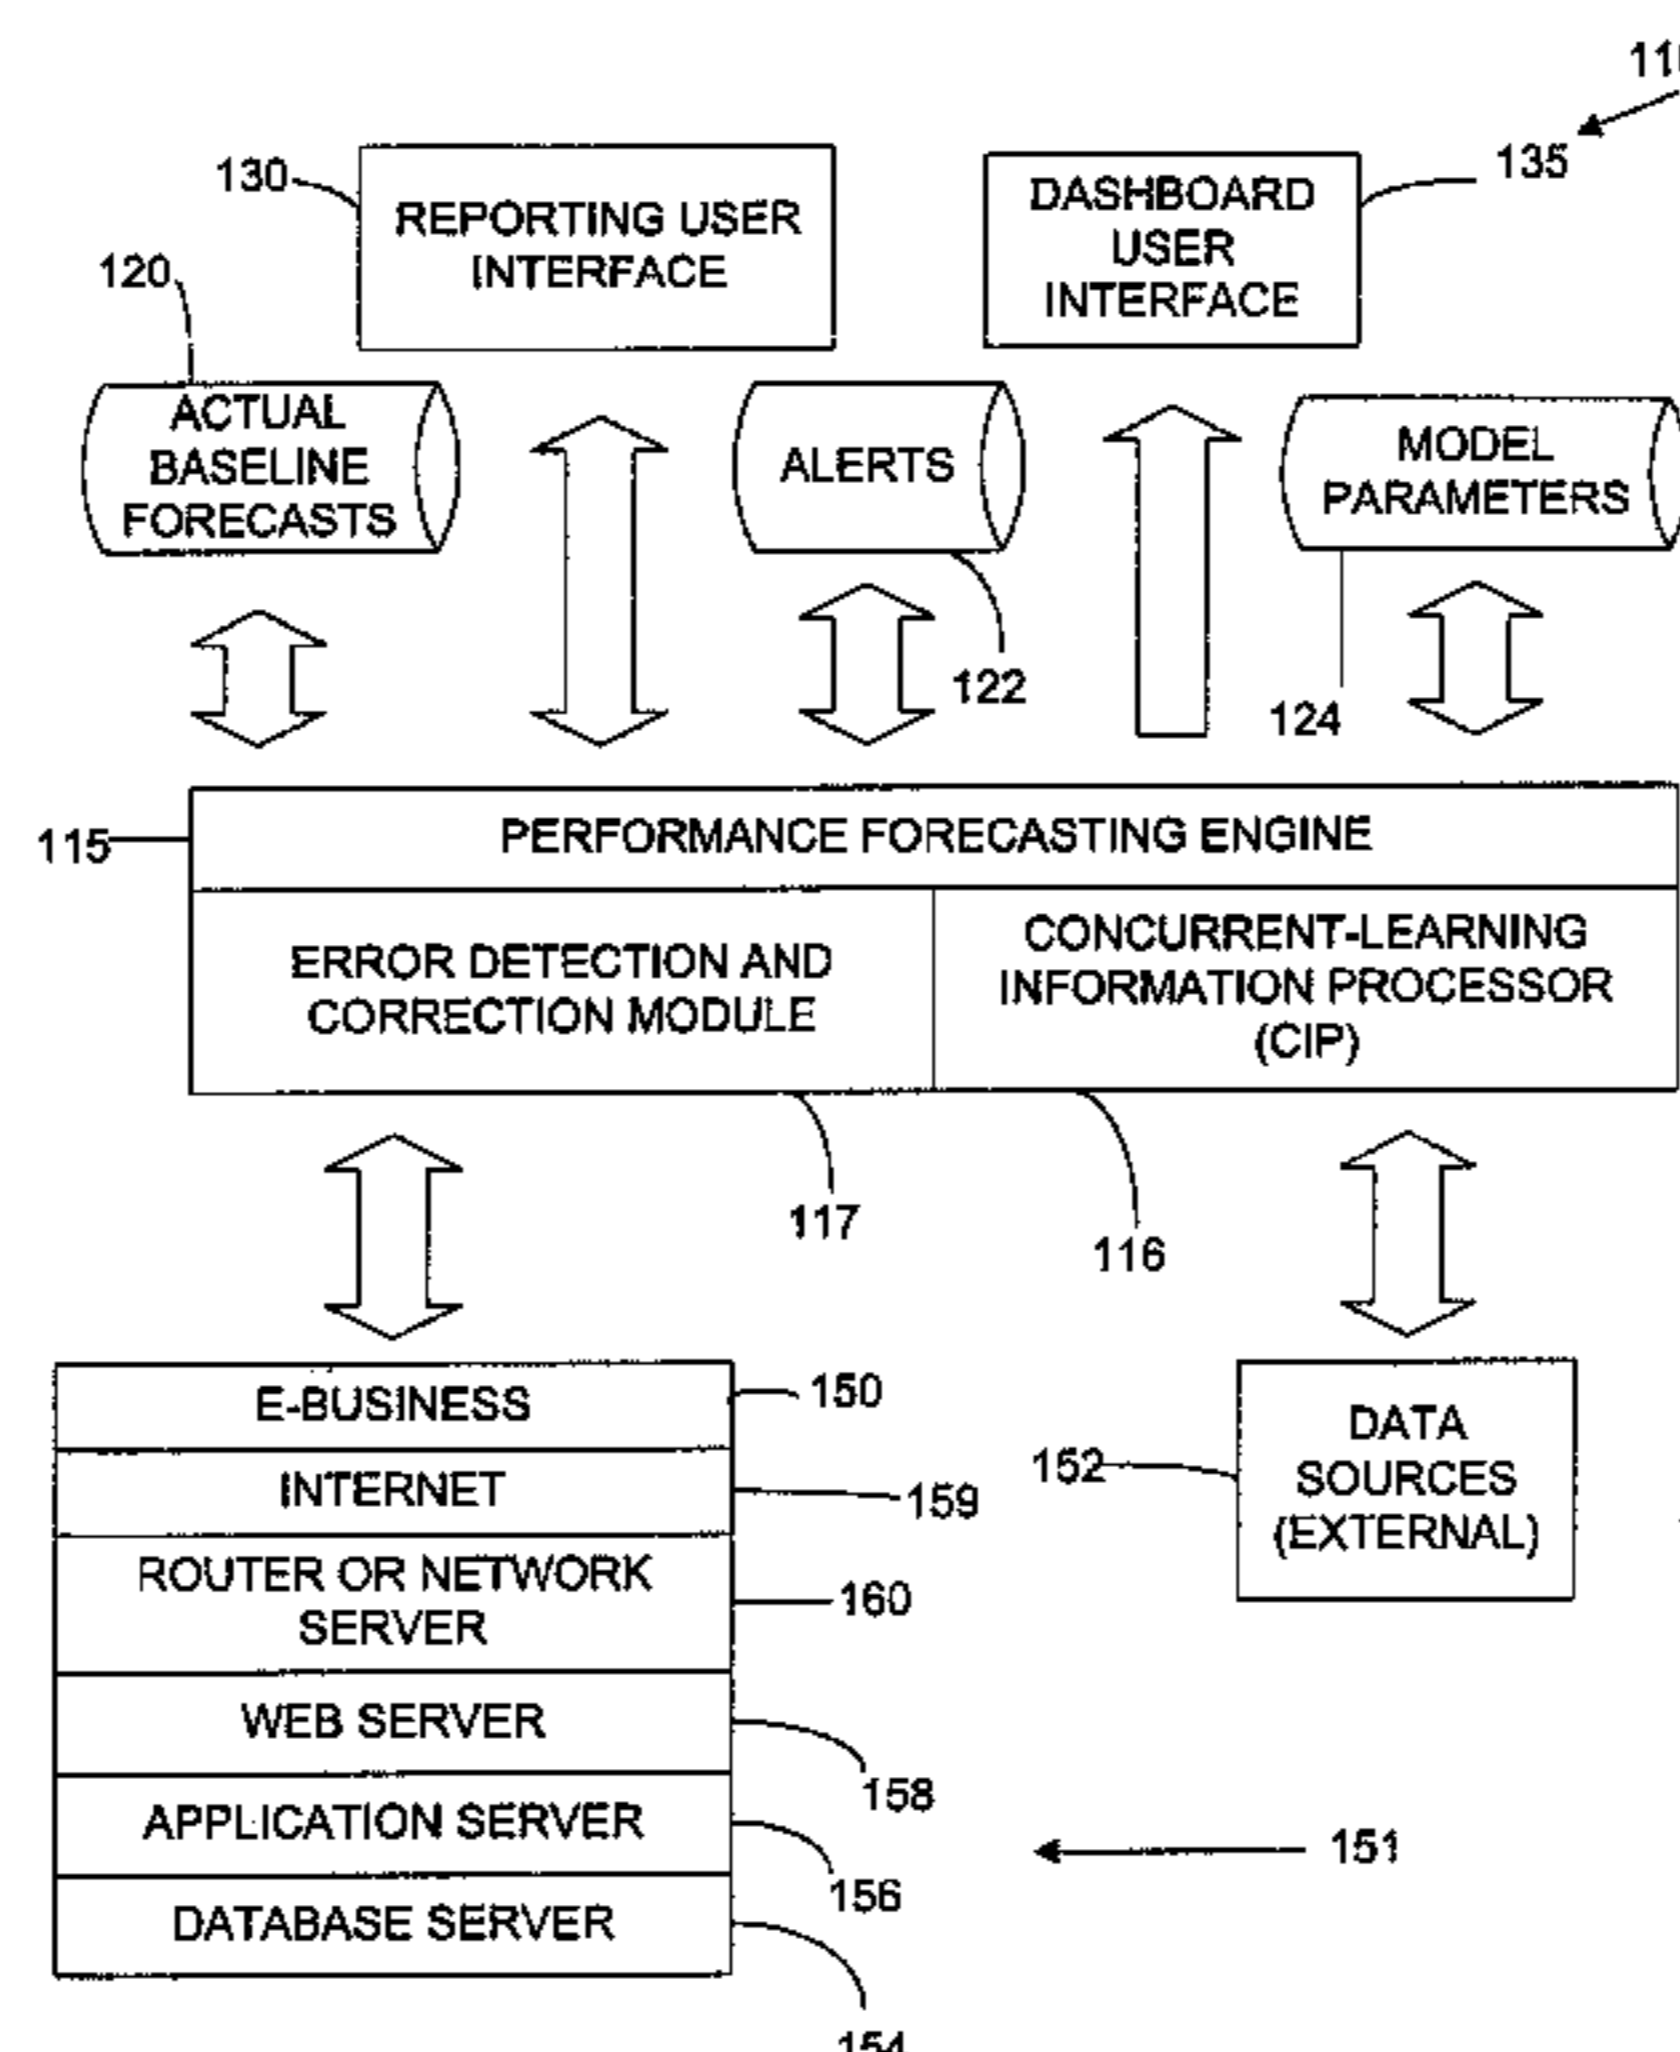 130
REPORTING USER
INTERFACE
DASHBOARD
USER
INTERFACE
135
120
ACTUAL
BASELINE
FORECASTS
ALERTS
MODEL
PARAMETERS
122
124
115
PERFORMANCE FORECASTING ENGINE
ERROR DETECTION AND
CORRECTION MODULE
CONCURRENT-LEARNING
INFORMATION PROCESSOR
(CIP)
117
116
E-BUSINESS
150
INTERNET
159
ROUTER OR NETWORK
SERVER
160
WEB SERVER
158
APPLICATION SERVER
156
DATABASE SERVER
154
152
DATA
SOURCES
(EXTERNAL)
151